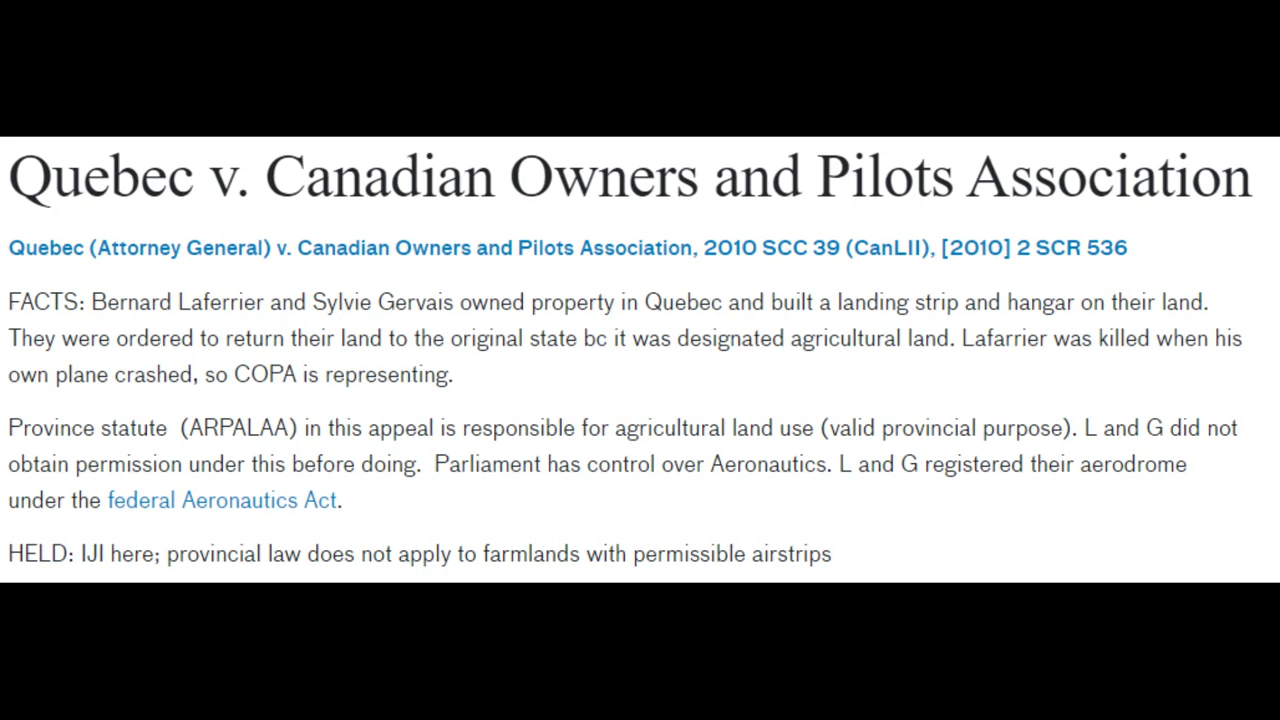 Quebec v. Canadian Owners and Pilots Association
Quebec (Attorney General) v. Canadian Owners and Pilots Association, 2010 SCC 39 (CanLII), [2010] 2 SCR 536
FACTS: Bernard Laferrier and Sylvie Gervais owned property in Quebec and built a landing strip and hangar on their land.
They were ordered to return their land to the original state bc it was designated agricultural land. Lafarrier was killed when his
own plane crashed, so COPA is representing.
Province statute (ARPALAA) in this appeal is responsible for agricultural land use (valid provincial purpose). L and G did not
obtain permission under this before doing. Parliament has control over Aeronautics. L and G registered their aerodrome
under the federal Aeronautics Act.
HELD: IJI here; provincial law does not apply to farmlands with permissible airstrips